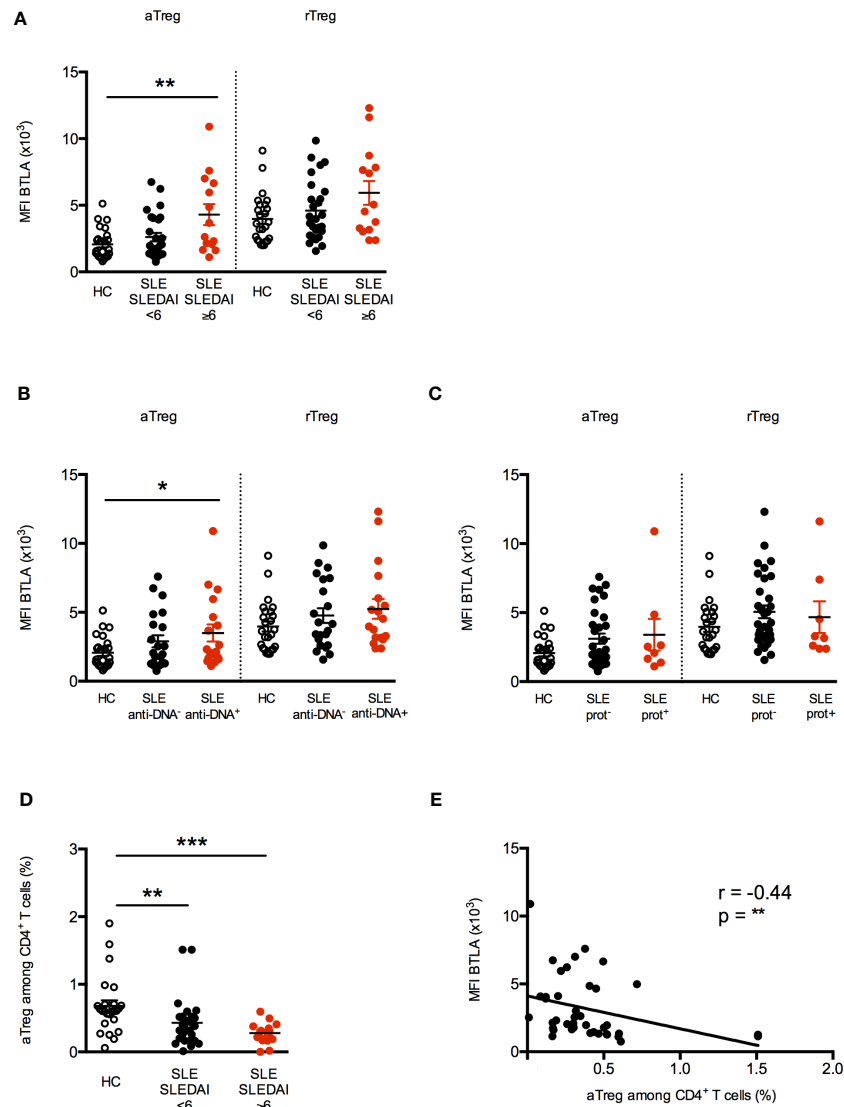 A
aTreg rTreg
**
15
10
5
0
MFI BTLA (x10³)
HC SLE SLE HC SLE SLE
SLEDAI SLEDAI SLEDAI SLEDAI
<6 ≥6 <6 ≥6
B
aTreg rTreg
*
15
10
5
0
MFI BTLA (x10³)
HC SLE SLE HC SLE SLE
anti-DNA⁻ anti-DNA⁺ anti-DNA⁻ anti-DNA+
C
aTreg rTreg
15
10
5
0
MFI BTLA (x10³)
HC SLE SLE HC SLE SLE
prot⁻ prot⁺ prot⁻ prot+
D
***
**
3
2
1
0
aTreg among CD4⁺ T cells (%)
HC SLE SLE
SLEDAI SLEDAI
E
r = -0.44
p = **
15
10
5
0
MFI BTLA (x10³)
0.5 1.0 1.5 2.0
aTreg among CD4⁺ T cells (%)